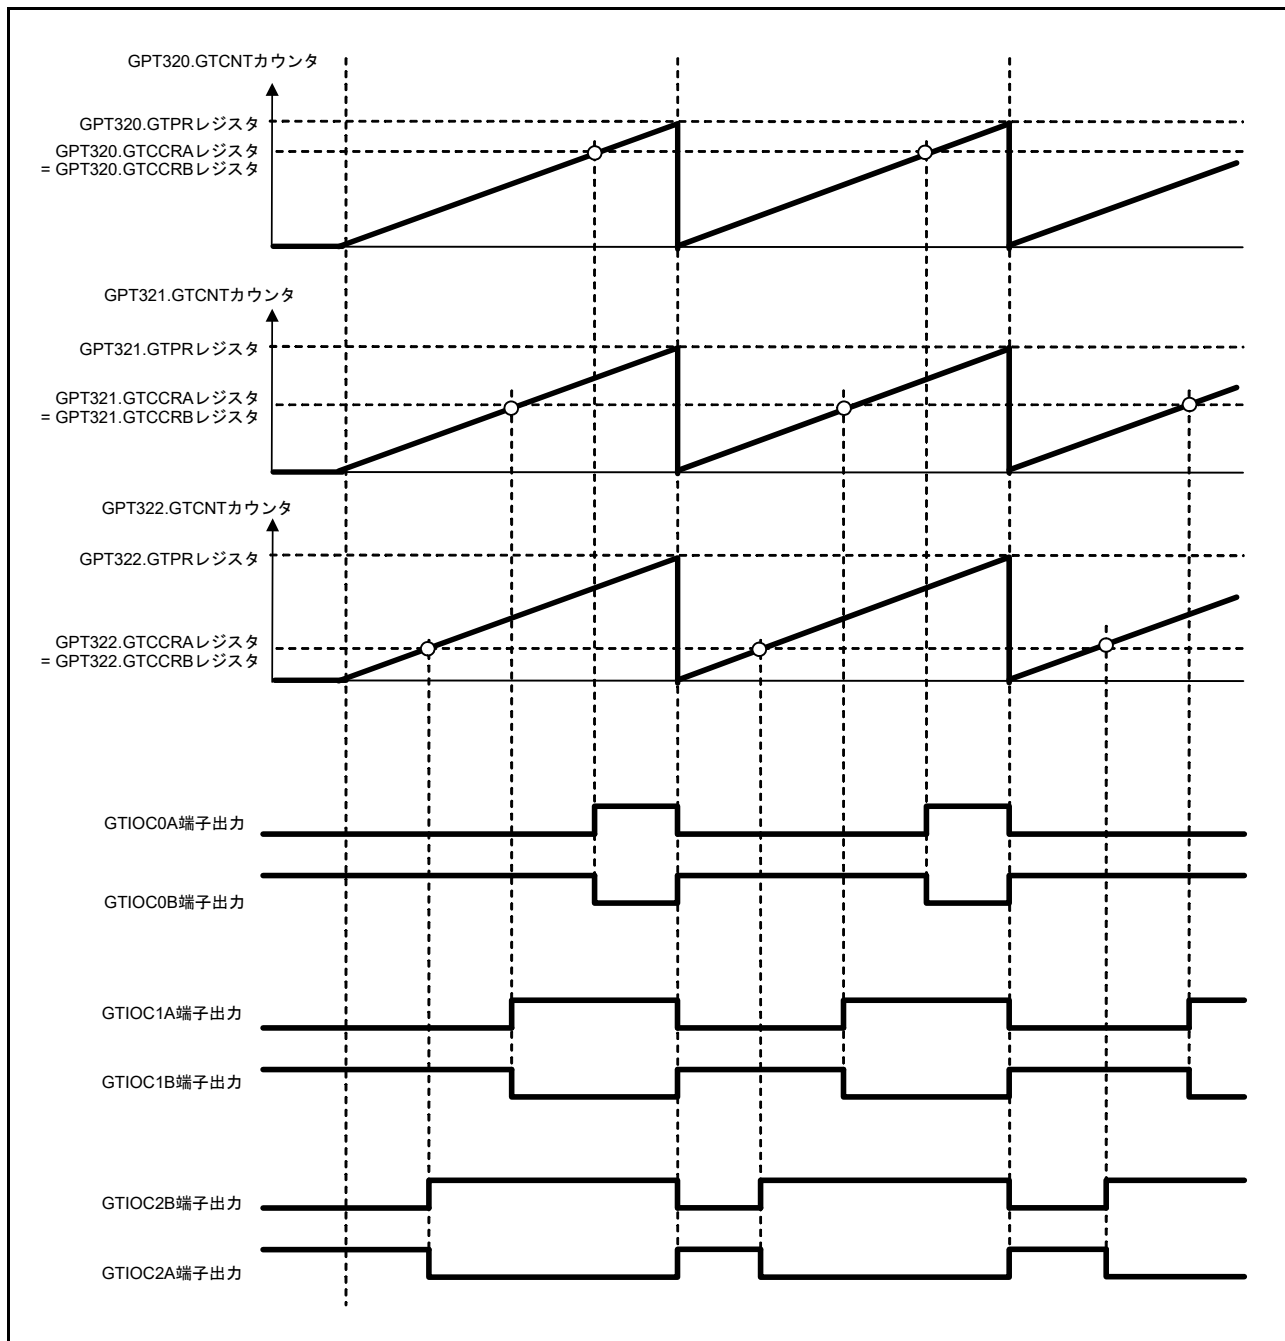 GPT320.GTCNTカウンタ
GPT320.GTPRレジスタ
GPT320.GTCCRAレジスタ
= GPT320.GTCCRBレジスタ
GPT321.GTCNTカウンタ
GPT321.GTPRレジスタ
GPT321.GTCCRAレジスタ
= GPT321.GTCCRBレジスタ
GPT322.GTCNTカウンタ
GPT322.GTPRレジスタ
GPT322.GTCCRAレジスタ
= GPT322.GTCCRBレジスタ
GTIOC0A端子出力
GTIOC0B端子出力
GTIOC1A端子出力
GTIOC1B端子出力
GTIOC2B端子出力
GTIOC2A端子出力